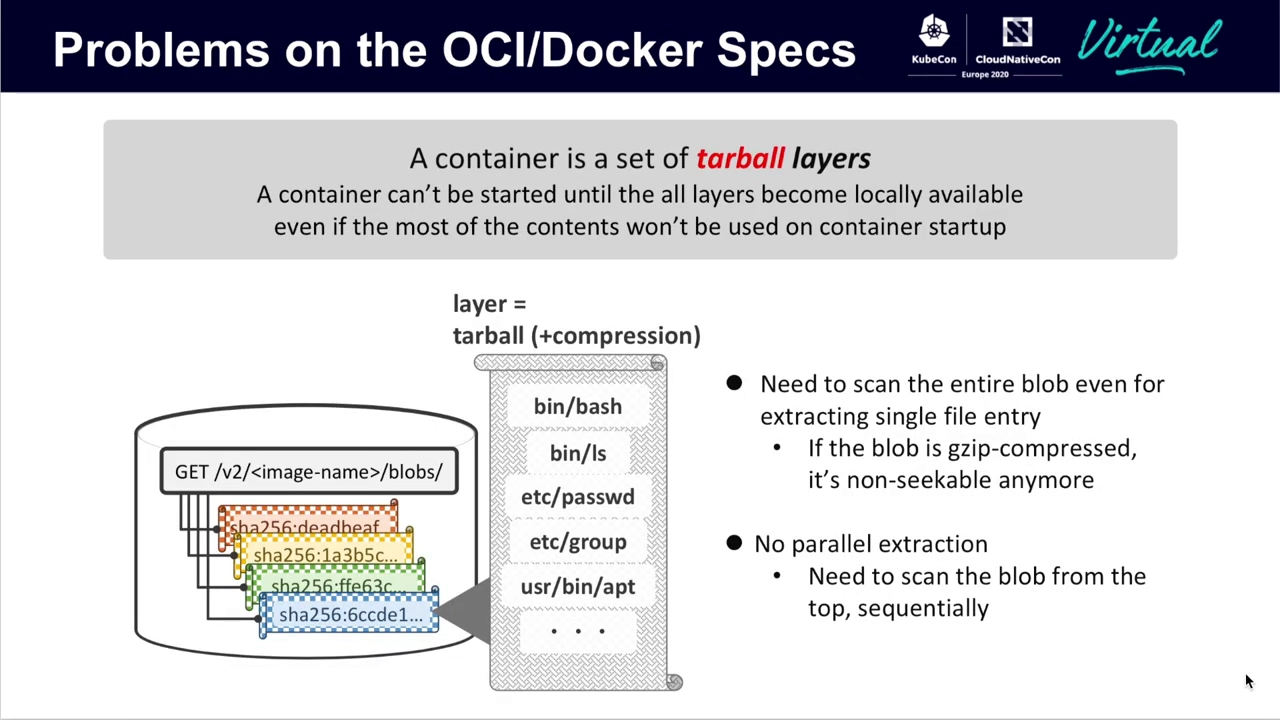 Problems on the OCI/Docker Specs
KubeCon
CloudNativeCon
Europe 2020
Virtual
A container is a set of tarball layers
A container can’t be started until the all layers become locally available
even if the most of the contents won’t be used on container startup
layer =
tarball (+compression)
GET /v2/<image-name>/blobs/
sha256:deadbeaf
sha256:1a3b5c...
sha256:ffe63c...
sha256:6ccde1...
bin/bash
bin/ls
etc/passwd
etc/group
usr/bin/apt
. . .
● Need to scan the entire blob even for
extracting single file entry
• If the blob is gzip-compressed,
it’s non-seekable anymore
● No parallel extraction
• Need to scan the blob from the
top, sequentially